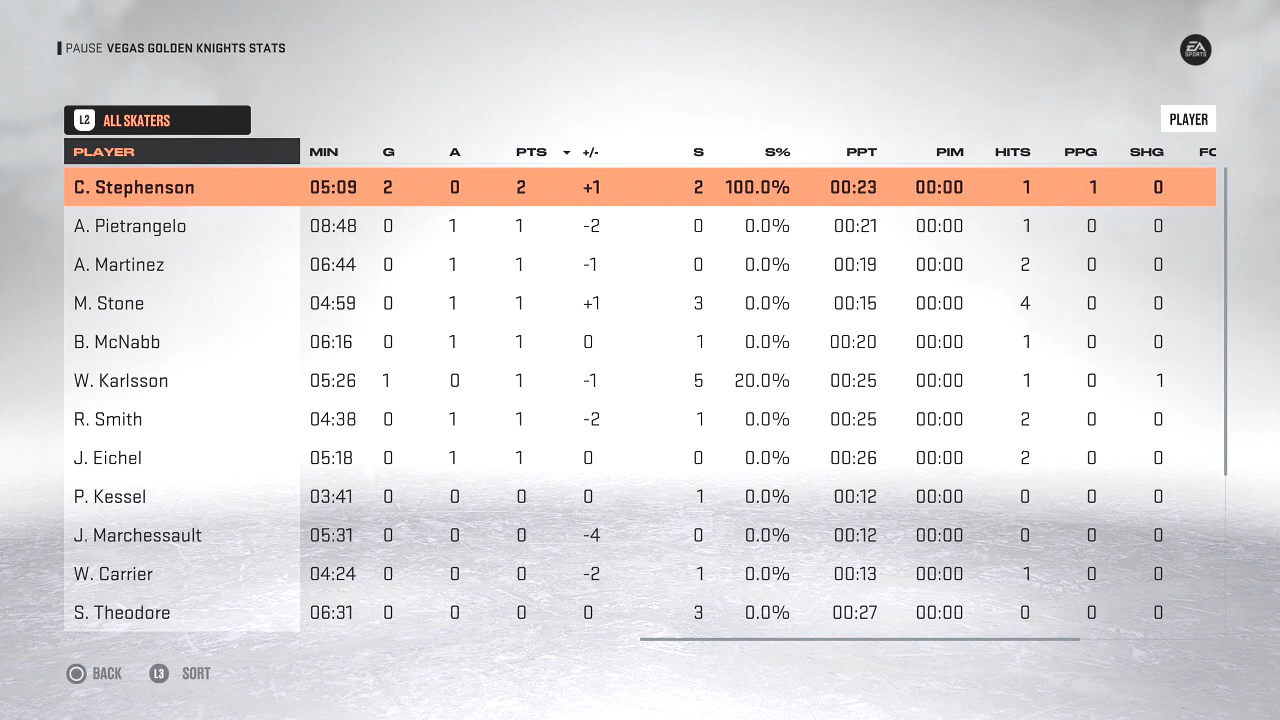 PAUSE VEGAS GOLDEN KNIGHTS STATS
EA SPORTS
L2 ALL SKATERS
PLAYER
PLAYER MIN G A PTS +/- S S% PPT PIM HITS PPG SHG FO
C. Stephenson 05:09 2 0 2 +1 2 100.0% 00:23 00:00 1 1 0
A. Pietrangelo 08:48 0 1 1 -2 0 0.0% 00:21 00:00 1 0 0
A. Martinez 06:44 0 1 1 -1 0 0.0% 00:19 00:00 2 0 0
M. Stone 04:59 0 1 1 +1 3 0.0% 00:15 00:00 4 0 0
B. McNabb 06:16 0 1 1 0 1 0.0% 00:20 00:00 1 0 0
W. Karlsson 05:26 1 0 1 -1 5 20.0% 00:25 00:00 1 0 1
R. Smith 04:38 0 1 1 -2 1 0.0% 00:25 00:00 2 0 0
J. Eichel 05:18 0 1 1 0 0 0.0% 00:26 00:00 2 0 0
P. Kessel 03:41 0 0 0 0 1 0.0% 00:12 00:00 0 0 0
J. Marchessault 05:31 0 0 0 -4 0 0.0% 00:12 00:00 0 0 0
W. Carrier 04:24 0 0 0 -2 1 0.0% 00:13 00:00 1 0 0
S. Theodore 06:31 0 0 0 0 3 0.0% 00:27 00:00 0 0 0
BACK L3 SORT